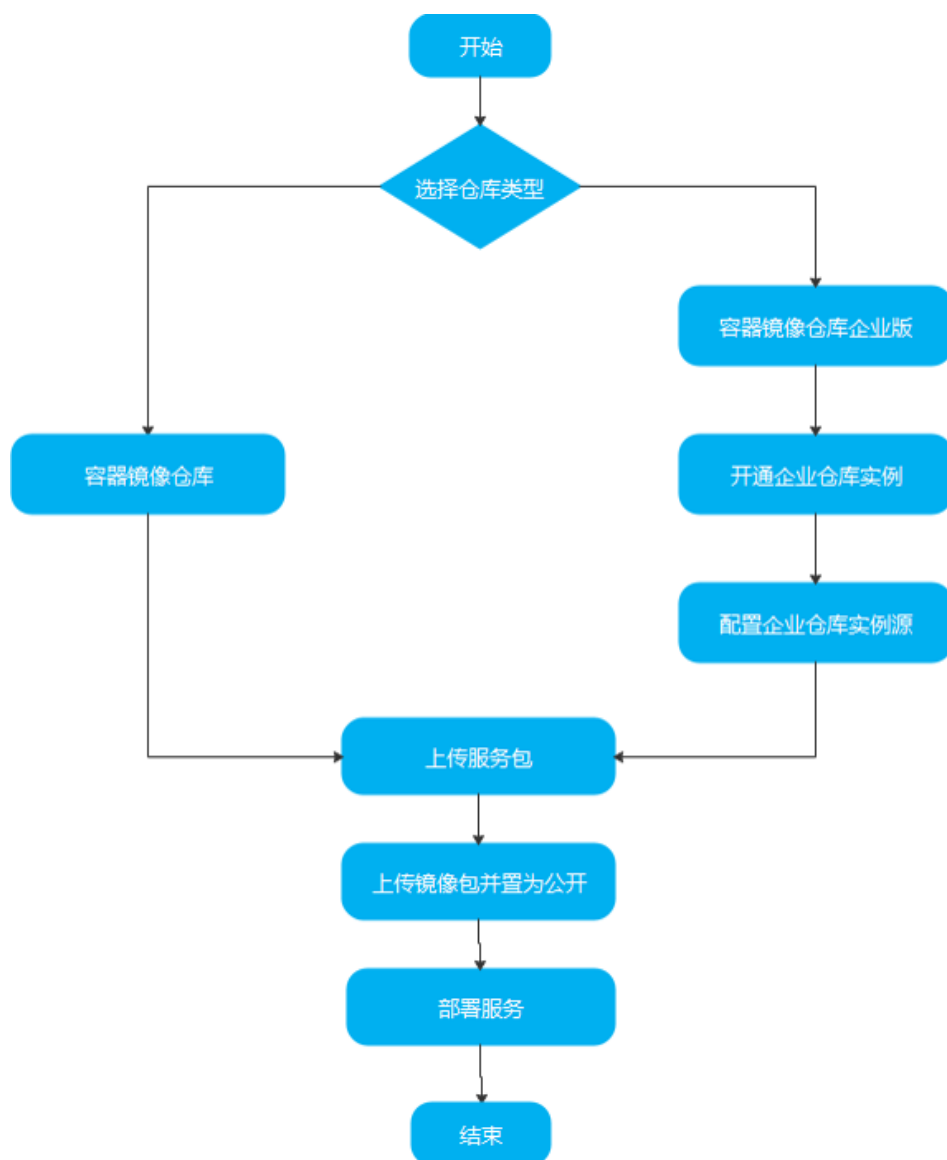 开始
选择仓库类型
容器镜像仓库企业版
容器镜像仓库
开通企业仓库实例
配置企业仓库实例源
上传服务包
上传镜像包并置为公开
部署服务
结束